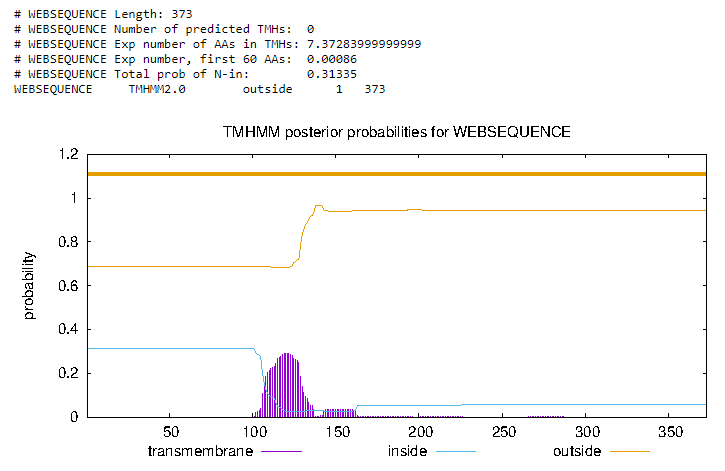 # WEBSEQUENCE Length: 373
# WEBSEQUENCE Number of predicted TMHs:  0
# WEBSEQUENCE Exp number of AAs in TMHs: 7.37283999999999
# WEBSEQUENCE Exp number, first 60 AAs:  0.00086
# WEBSEQUENCE Total prob of N-in:        0.31335
WEBSEQUENCE     TMHMM2.0        outside      1   373
TMHMM posterior probabilities for WEBSEQUENCE
1.2
1
0.8
0.6
0.4
0.2
0
probability
50 100 150 200 250 300 350
transmembrane inside outside